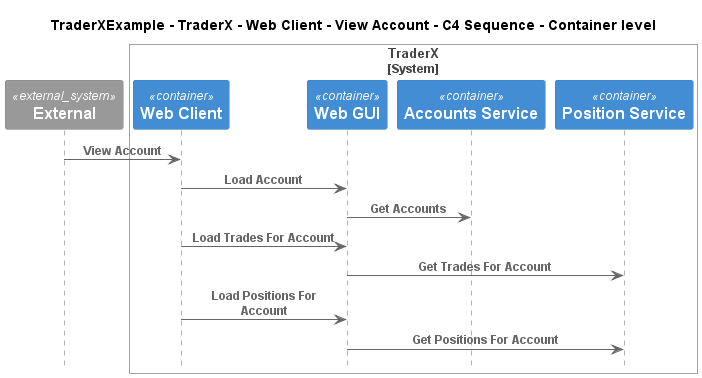 TraderXExample - TraderX - Web Client - View Account - C4 Sequence - Container level
TraderX
[System]
«external_system»
External
«container»
Web Client
«container»
Web GUI
«container»
Accounts Service
«container»
Position Service
View Account
Load Account
Get Accounts
Load Trades For Account
Get Trades For Account
Load Positions For
Account
Get Positions For Account